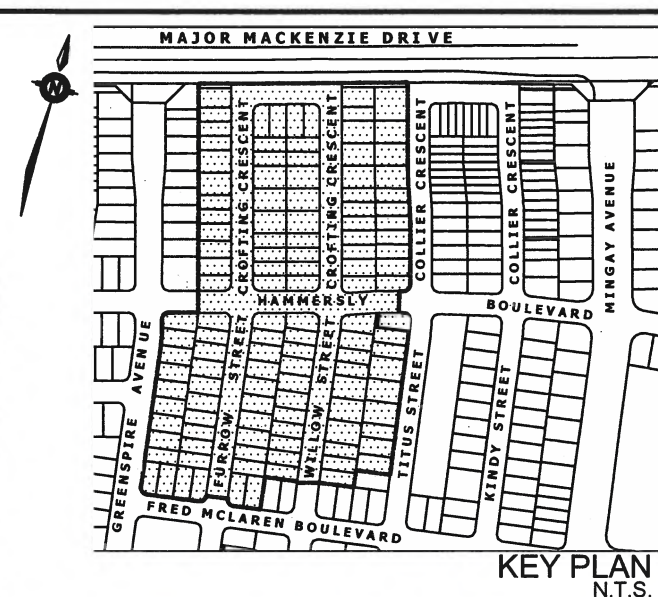 MAJOR MACKENZIE DRIVE
N
CROFTING CRESCENT
CROFTING CRESCENT
COLLIER CRESCENT
COLLIER CRESCENT
MINGAY AVENUE
HAMMERSLY BOULEVARD
GREENSPIRE AVENUE
FURROW STREET
WILLOW STREET
TITUS STREET
KINDY STREET
FRED MCLAREN BOULEVARD
KEY PLAN
N.T.S.